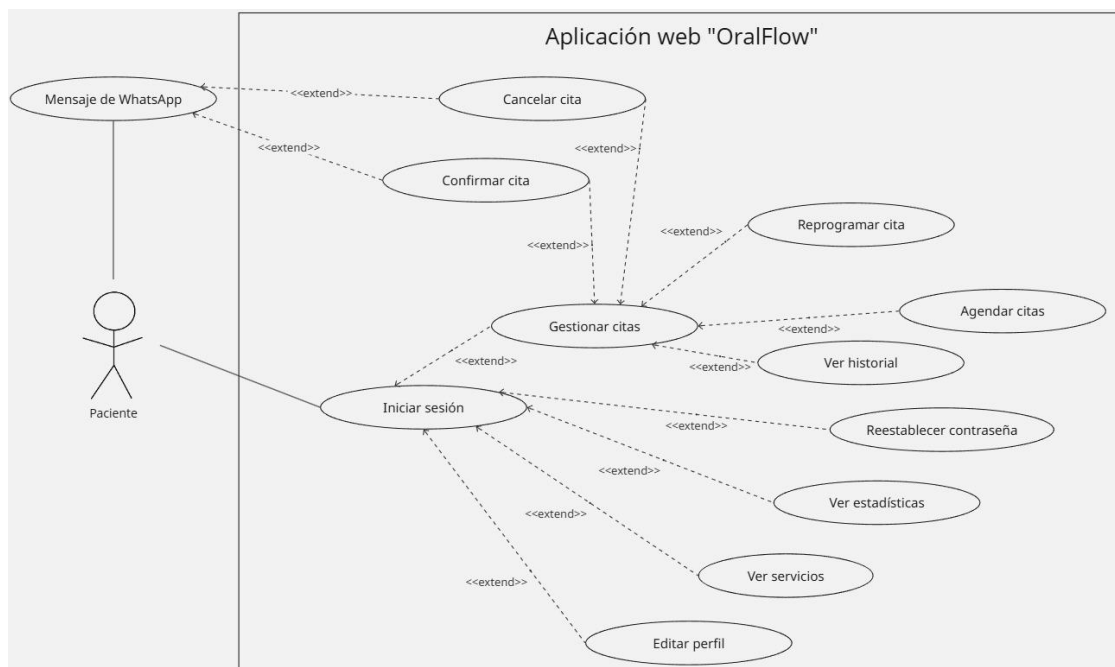 Aplicación web "OralFlow"
Mensaje de WhatsApp
<<extend>>
Cancelar cita
<<extend>>
<<extend>>
Confirmar cita
<<extend>>
<<extend>>
Reprogramar cita
Gestionar citas
Agendar citas
<<extend>>
<<extend>>
Ver historial
<<extend>>
Paciente
Iniciar sesión
<<extend>>
Reestablecer contraseña
<<extend>>
Ver estadísticas
<<extend>>
Ver servicios
<<extend>>
Editar perfil